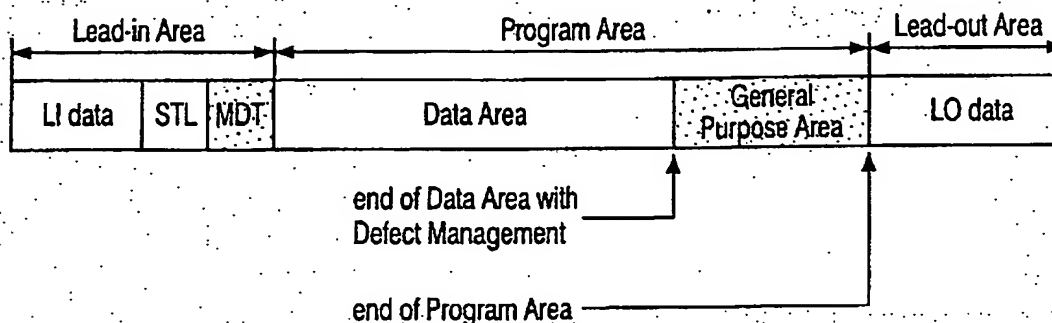 Lead-in Area
Program Area
Lead-out Area
LI data
STL
MDT
Data Area
General
Purpose Area
LO data
end of Data Area with
Defect Management
end of Program Area